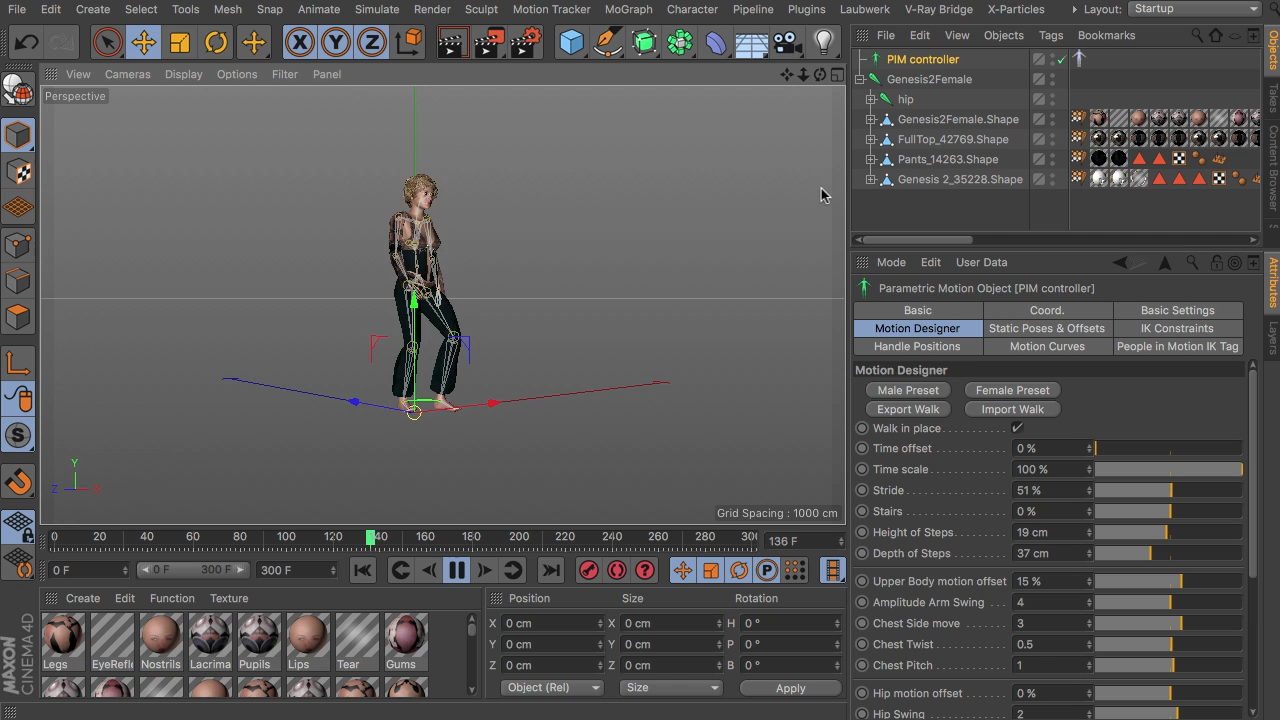 File Edit Create Select Tools Mesh Snap Animate Simulate Render Sculpt Motion Tracker MoGraph Character Pipeline Plugins Laubwerk V-Ray Bridge X-Particles Layout: Startup
File Edit View Objects Tags Bookmarks
View Cameras Display Options Filter Panel
Perspective
PIM controller
Genesis2Female
hip
Genesis2Female.Shape
FullTop_42769.Shape
Pants_14263.Shape
Genesis 2_35228.Shape
Objects
Takes
Content Browser
Mode Edit User Data
Parametric Motion Object [PIM controller]
Basic Coord. Basic Settings
Motion Designer Static Poses & Offsets IK Constraints
Handle Positions Motion Curves People in Motion IK Tag
Attributes
Layers
Motion Designer
Male Preset Female Preset
Export Walk Import Walk
Walk in place
Time offset 0 %
Time scale 100 %
Stride 51 %
Stairs 0 %
Height of Steps 19 cm
Depth of Steps 37 cm
Upper Body motion offset 15 %
Amplitude Arm Swing 4
Chest Side move 3
Chest Twist 0.5
Chest Pitch 1
Hip motion offset 0 %
Hip Swing 2
Y
Z X
Grid Spacing : 1000 cm
0 20 40 60 80 100 120 140 160 180 200 220 240 260 280 300 136 F
0 F 0 F 300 F 300 F
Create Edit Function Texture
Legs EyeRefle Nostrils Lacrima Pupils Lips Tear Gums
MAXON CINEMA 4D
Position Size Rotation
X 0 cm X 0 cm H 0 °
Y 0 cm Y 0 cm P 0 °
Z 0 cm Z 0 cm B 0 °
Object (Rel) Size Apply